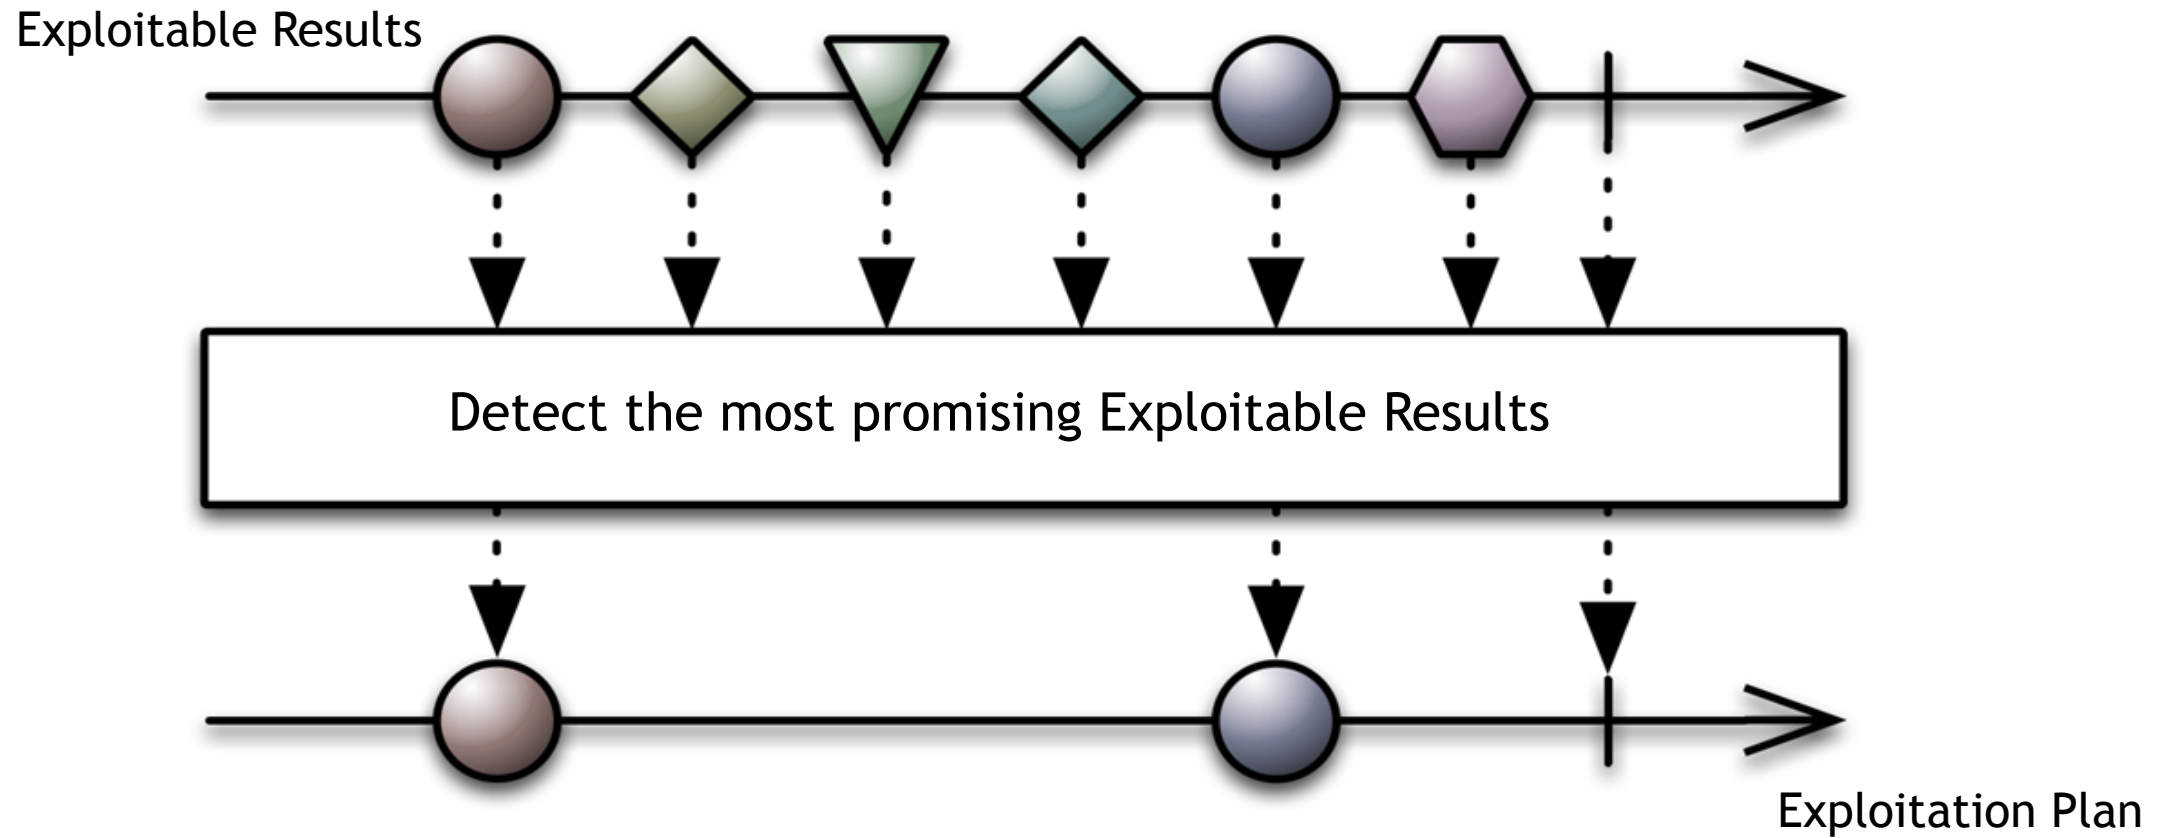 Exploitable Results
Detect the most promising Exploitable Results
Exploitation Plan